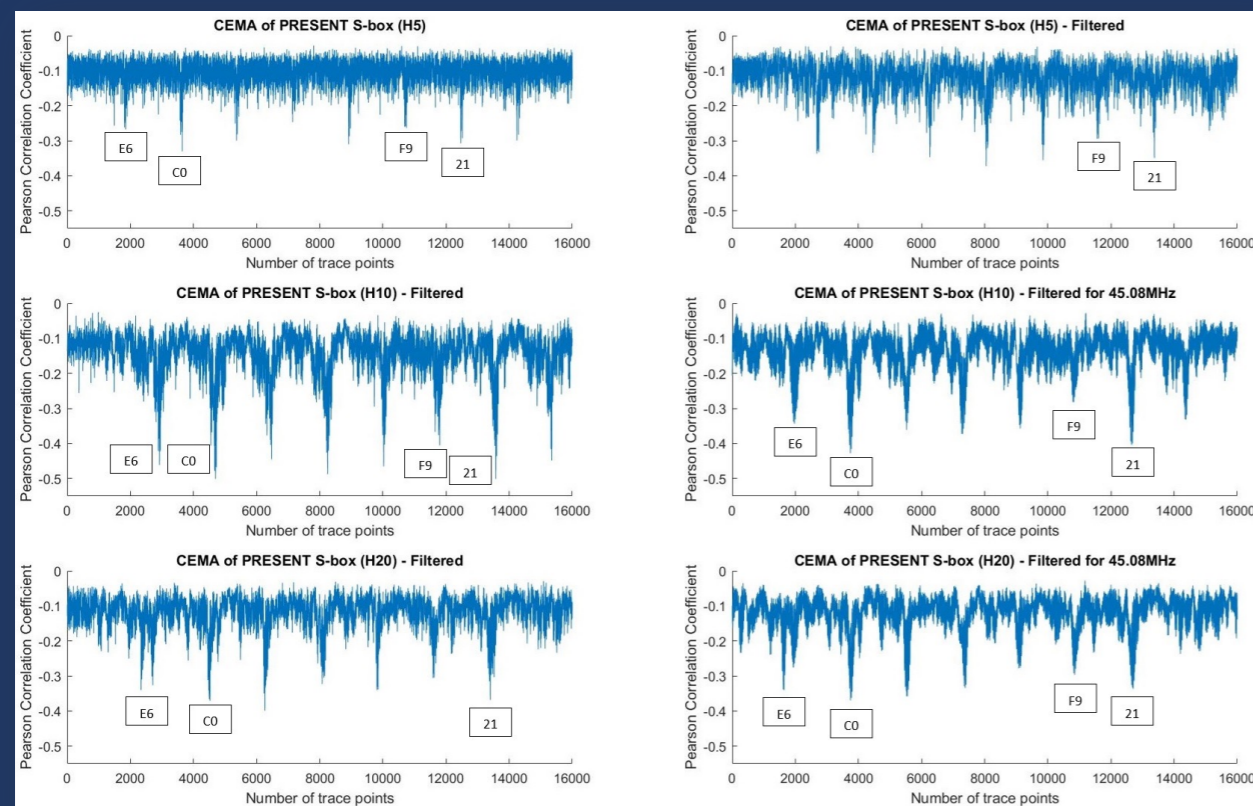 CEMA of PRESENT S-box (H5)
Pearson Correlation Coefficient
0
-0.1
-0.2
-0.3
-0.4
-0.5
E6
C0
F9
21
0 2000 4000 6000 8000 10000 12000 14000 16000
Number of trace points
CEMA of PRESENT S-box (H5) - Filtered
Pearson Correlation Coefficient
0
-0.1
-0.2
-0.3
-0.4
-0.5
F9
21
0 2000 4000 6000 8000 10000 12000 14000 16000
Number of trace points
CEMA of PRESENT S-box (H10) - Filtered
Pearson Correlation Coefficient
0
-0.1
-0.2
-0.3
-0.4
-0.5
E6
C0
F9
21
0 2000 4000 6000 8000 10000 12000 14000 16000
Number of trace points
CEMA of PRESENT S-box (H10) - Filtered for 45.08MHz
Pearson Correlation Coefficient
0
-0.1
-0.2
-0.3
-0.4
-0.5
E6
C0
F9
21
0 2000 4000 6000 8000 10000 12000 14000 16000
Number of trace points
CEMA of PRESENT S-box (H20) - Filtered
Pearson Correlation Coefficient
0
-0.1
-0.2
-0.3
-0.4
-0.5
E6
C0
21
0 2000 4000 6000 8000 10000 12000 14000 16000
Number of trace points
CEMA of PRESENT S-box (H20) - Filtered for 45.08MHz
Pearson Correlation Coefficient
0
-0.1
-0.2
-0.3
-0.4
-0.5
E6
C0
F9
21
0 2000 4000 6000 8000 10000 12000 14000 16000
Number of trace points